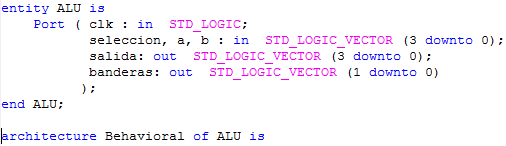 entity ALU is
Port ( clk : in STD_LOGIC;
seleccion, a, b : in STD_LOGIC_VECTOR (3 downto 0);
salida: out STD_LOGIC_VECTOR (3 downto 0);
banderas: out STD_LOGIC_VECTOR (1 downto 0)
);
end ALU;
architecture Behavioral of ALU is